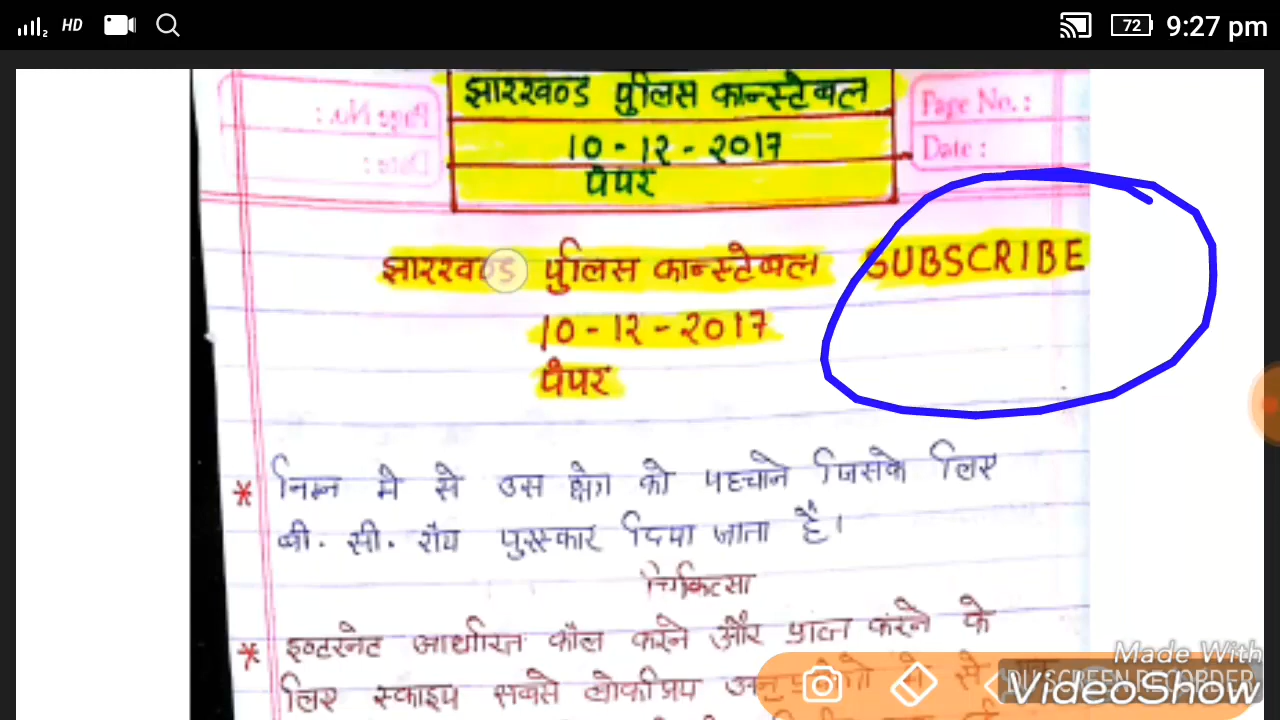 HD 72 9:27 pm
झारखण्ड पुलिस कान्स्टेबल
10-12-2017
पेपर
Page No.:
Date:
झारखण्ड पुलिस कान्स्टेबल SUBSCRIBE
10-12-2017
पेपर
* निम्न मे से उस क्षेत्र को पहचाने जिसके लिए
बी. सी. रॉय पुरस्कार दिया जाता है।
चिकित्सा
* इण्टरनेट आधारित कॉल करने और प्राप्त करने के
लिए स्काइप सबसे लोकप्रिय
Made With
VideoShow